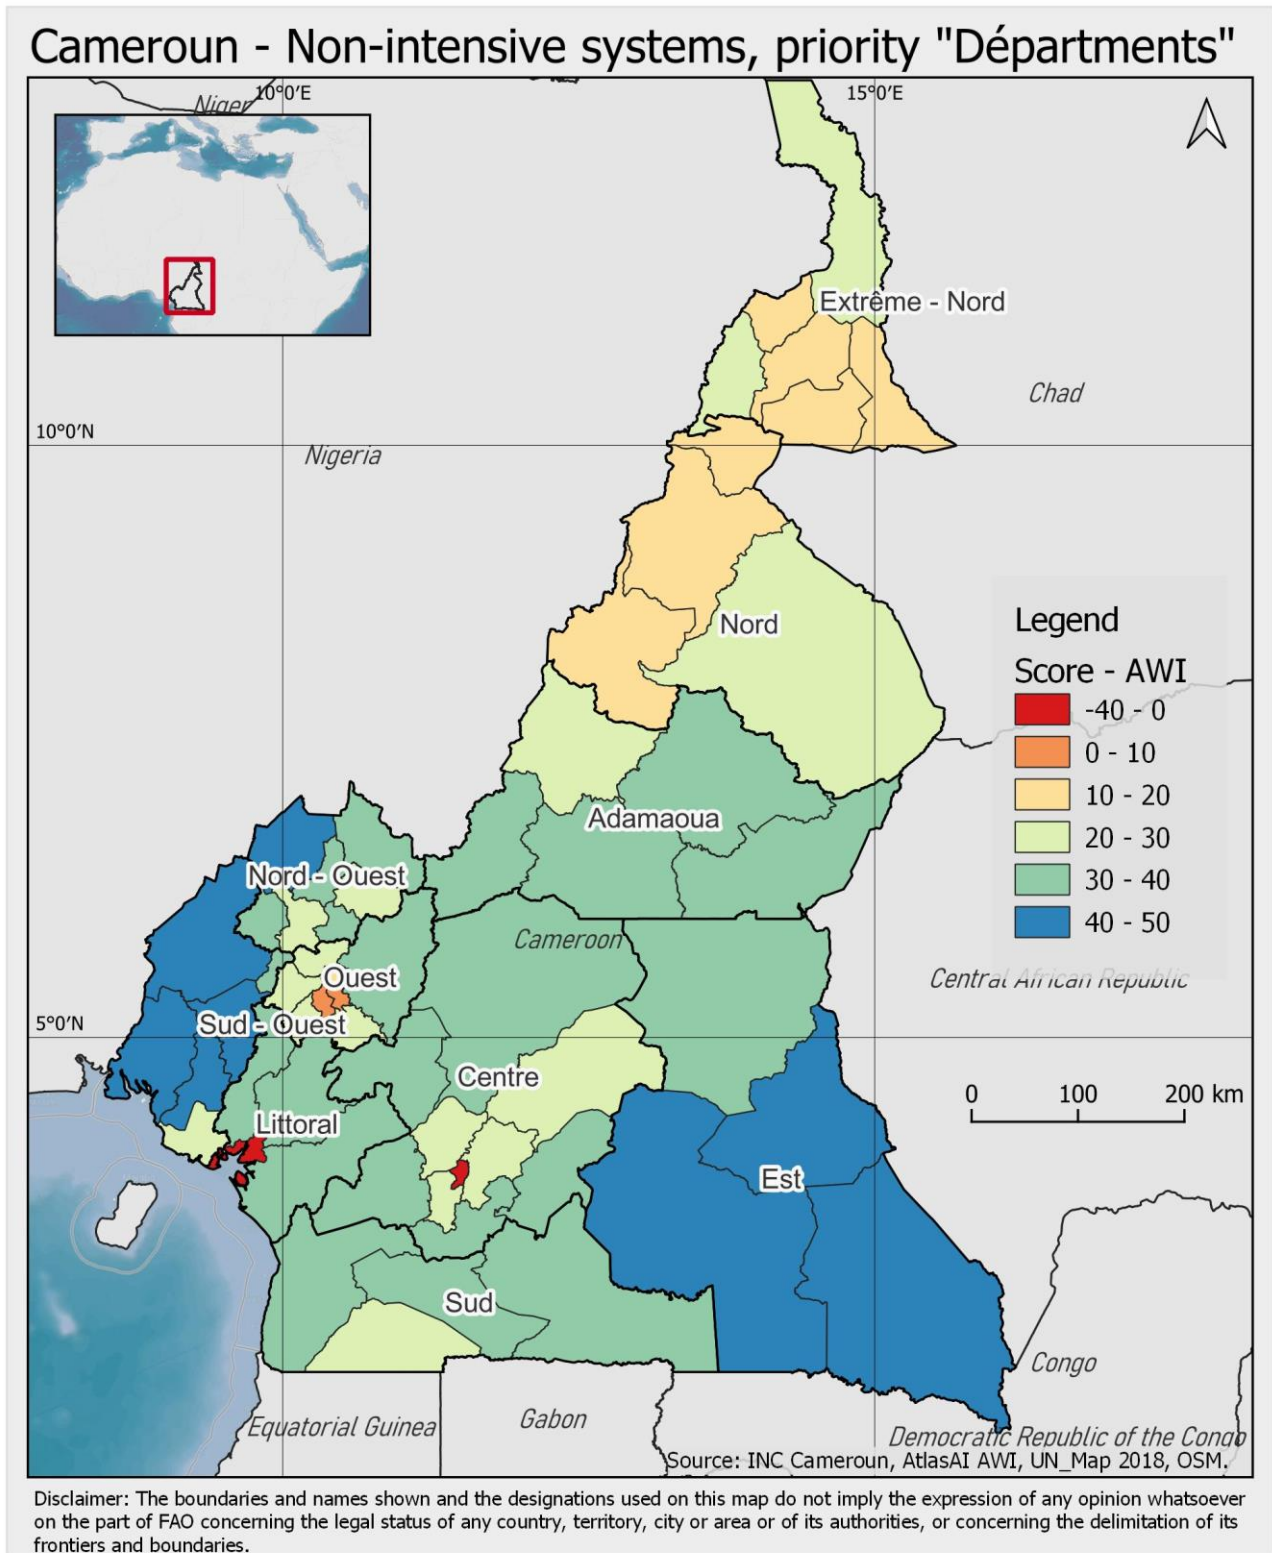 Cameroun - Non-intensive systems, priority "Départments"
Niger
10°0'E
15°0'E
Extrême - Nord
Chad
10°0'N
Nigeria
Nord
Legend
Score - AWI
-40 - 0
0 - 10
10 - 20
20 - 30
30 - 40
40 - 50
Adamaoua
Nord - Ouest
Cameroon
Ouest
Central African Republic
Sud - Ouest
5°0'N
Centre
0 100 200 km
Littoral
Est
Sud
Congo
Equatorial Guinea
Gabon
Democratic Republic of the Congo
Source: INC Cameroun, AtlasAI AWI, UN_Map 2018, OSM.
Disclaimer: The boundaries and names shown and the designations used on this map do not imply the expression of any opinion whatsoever
on the part of FAO concerning the legal status of any country, territory, city or area or of its authorities, or concerning the delimitation of its
frontiers and boundaries.